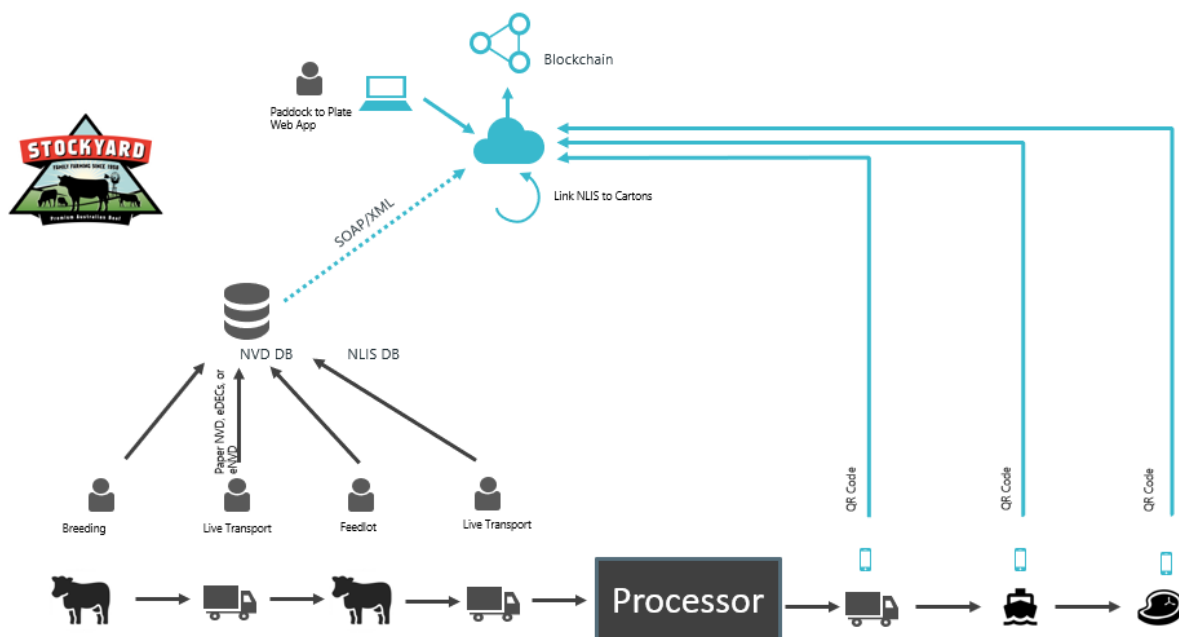 Blockchain
Paddock to Plate
Web App
STOCKYARD
FAMILY FARMING SINCE 1958
Premium Australian Beef
Link NLIS to Cartons
SOAP/XML
NVD DB
NLIS DB
Paper NVD, eDECs, or
eNVD
QR Code
QR Code
QR Code
Breeding
Live Transport
Feedlot
Live Transport
Processor